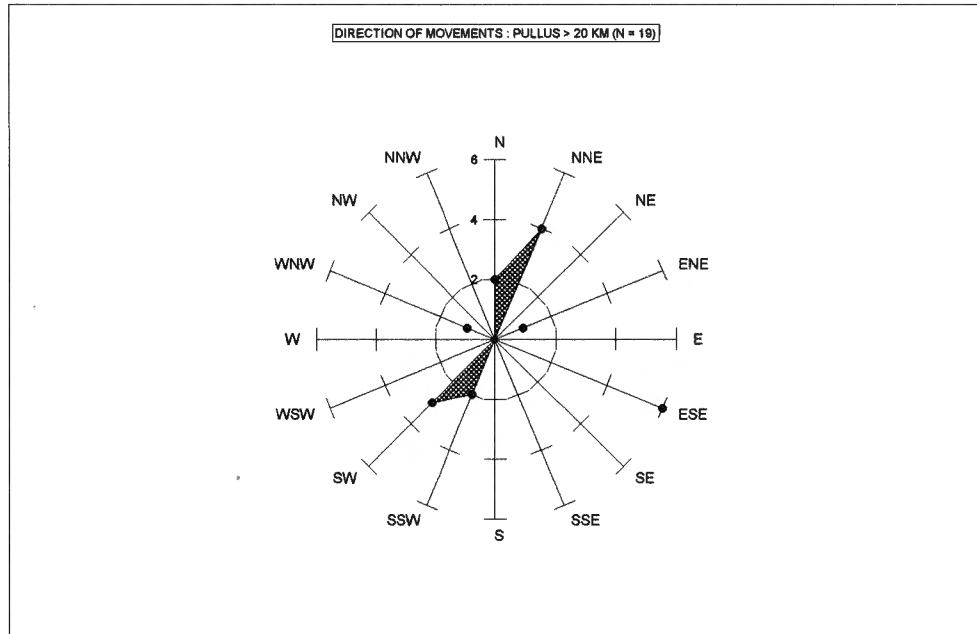 DIRECTION OF MOVEMENTS : PULLUS > 20 KM (N = 19)
N
6
NNW
NNE
NW
4
NE
WNW
2
ENE
W
E
WSW
ESE
SW
SE
SSW
SSE
S